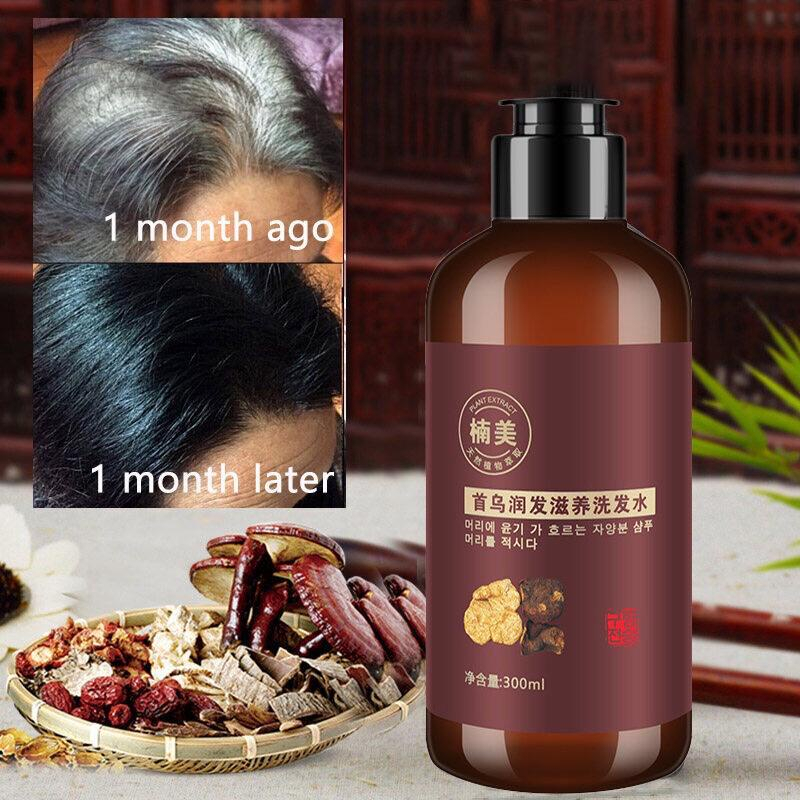 1 month ago
1 month later
PLANT EXTRACT
楠美
天然植物萃取
首乌润发滋养洗发水
머리에 윤기 가 흐르는 자양분 샴푸
머리를 적시다
净含量:300ml